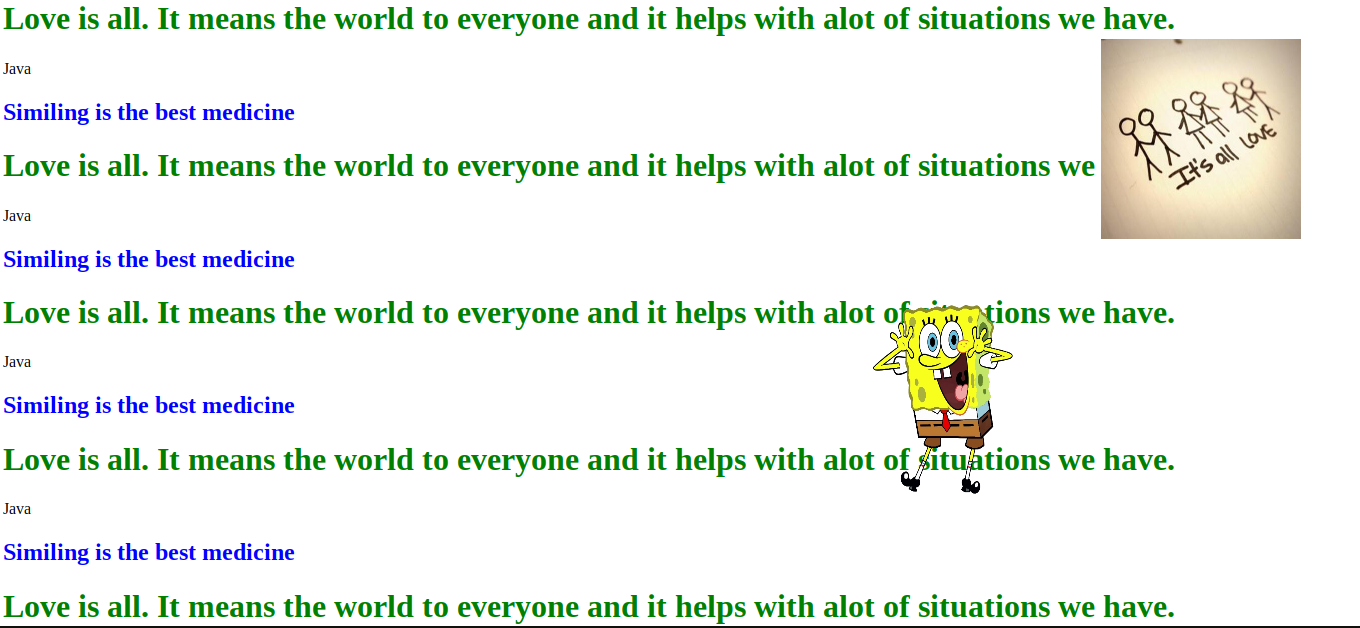 Love is all. It means the world to everyone and it helps with alot of situations we have.
Java
Similing is the best medicine
Love is all. It means the world to everyone and it helps with alot of situations we
It's all LOVE
Java
Similing is the best medicine
Love is all. It means the world to everyone and it helps with alot of situations we have.
Java
Similing is the best medicine
Love is all. It means the world to everyone and it helps with alot of situations we have.
Java
Similing is the best medicine
Love is all. It means the world to everyone and it helps with alot of situations we have.